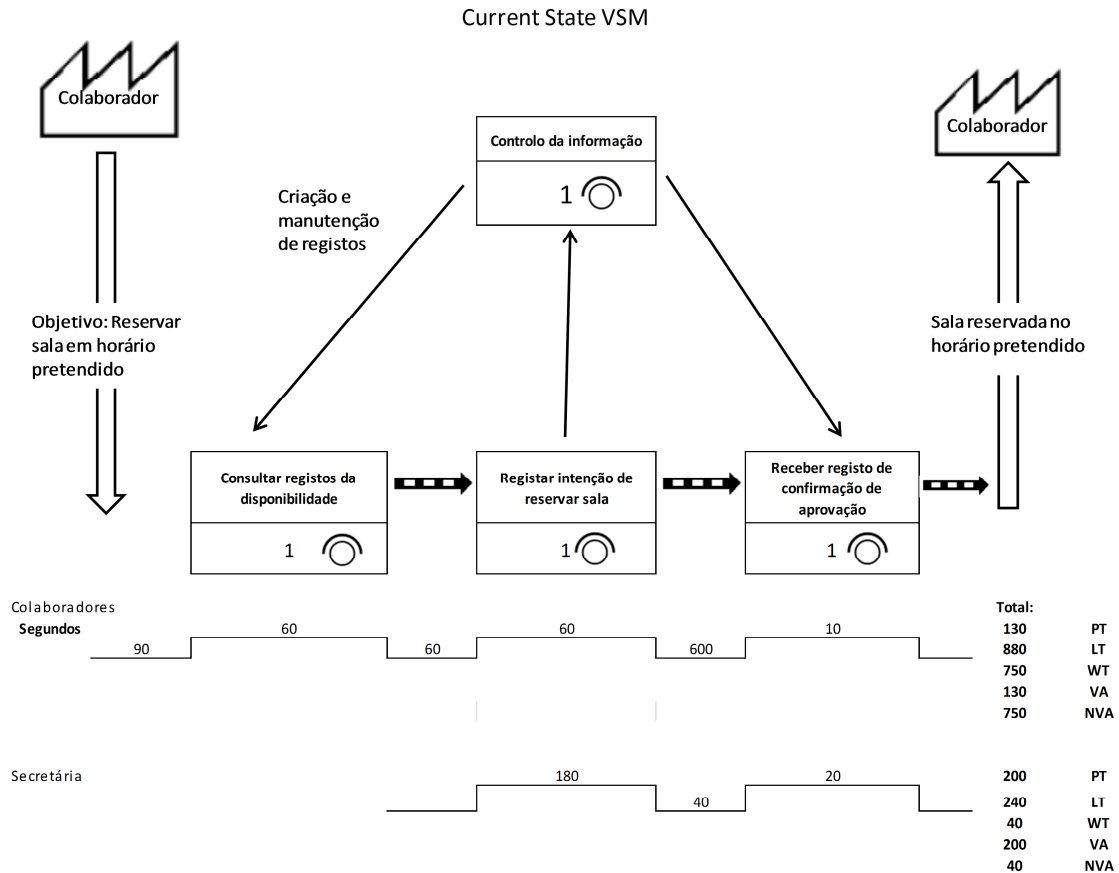 Current State VSM
Colaborador
Colaborador
Controlo da informação
1
Criação e
manutenção
de registos
Objetivo: Reservar
sala em horário
pretendido
Sala reservada no
horário pretendido
Consultar registos da
disponibilidade
1
Registar intenção de
reservar sala
1
Receber registo de
confirmação de
aprovação
1
Colaboradores
Total:
Segundos
60
60
10
130 PT
90
60
600
880 LT
750 WT
130 VA
750 NVA
Secretária
180
20
200 PT
40
240 LT
40 WT
200 VA
40 NVA